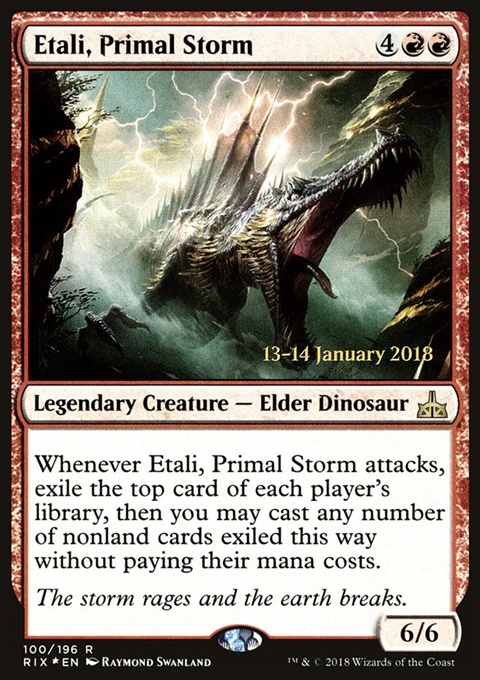 Etali, Primal Storm 4
13-14 January 2018
Legendary Creature — Elder Dinosaur
Whenever Etali, Primal Storm attacks,
exile the top card of each player's
library, then you may cast any number
of nonland cards exiled this way
without paying their mana costs.
The storm rages and the earth breaks.
6/6
100/196 R
RIX★EN Raymond Swanland
™ & © 2018 Wizards of the Coast